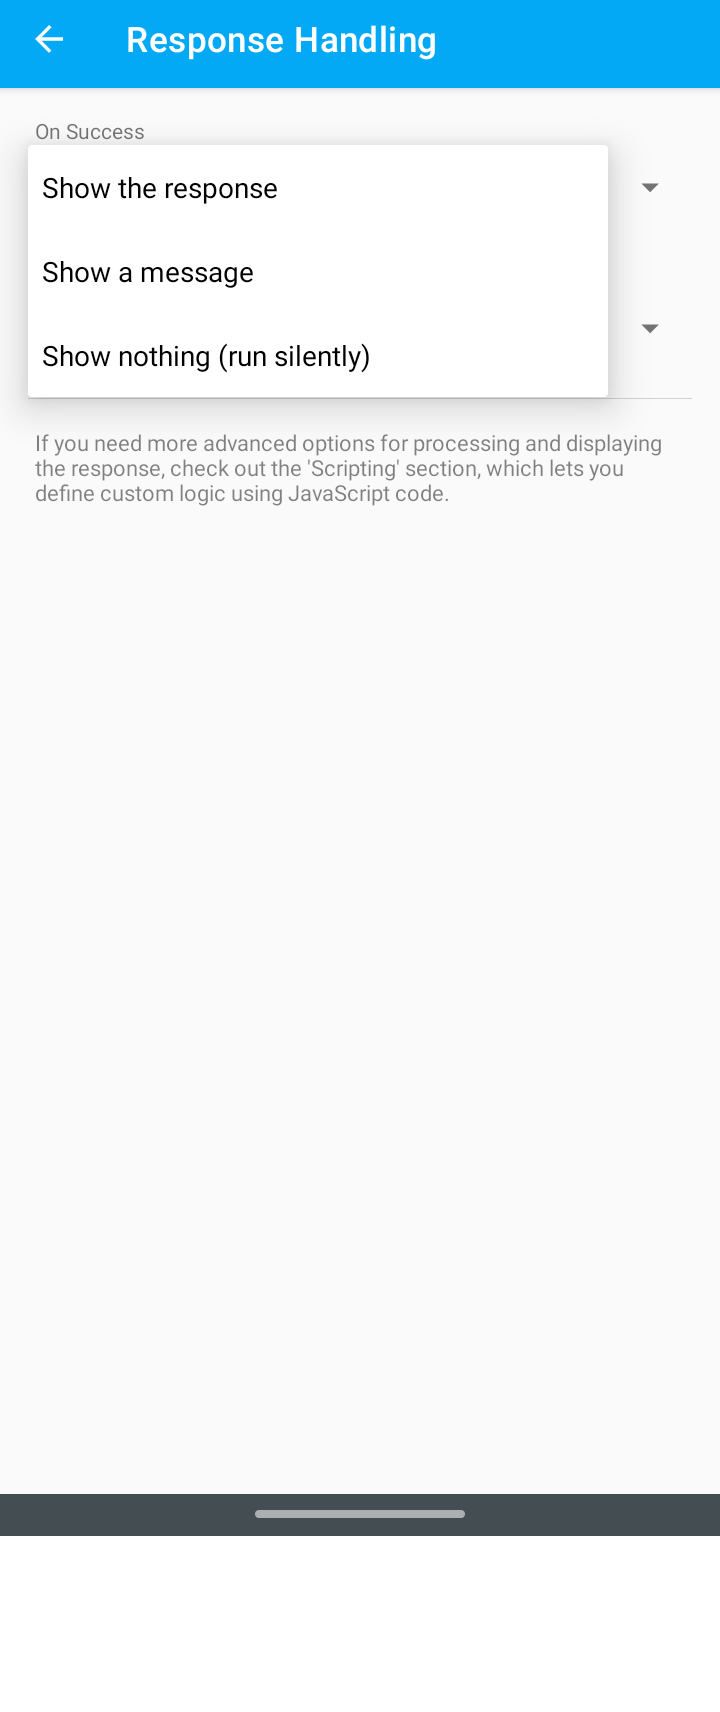 Response Handling
On Success
Show the response
Show a message
Show nothing (run silently)
If you need more advanced options for processing and displaying
the response, check out the 'Scripting' section, which lets you
define custom logic using JavaScript code.